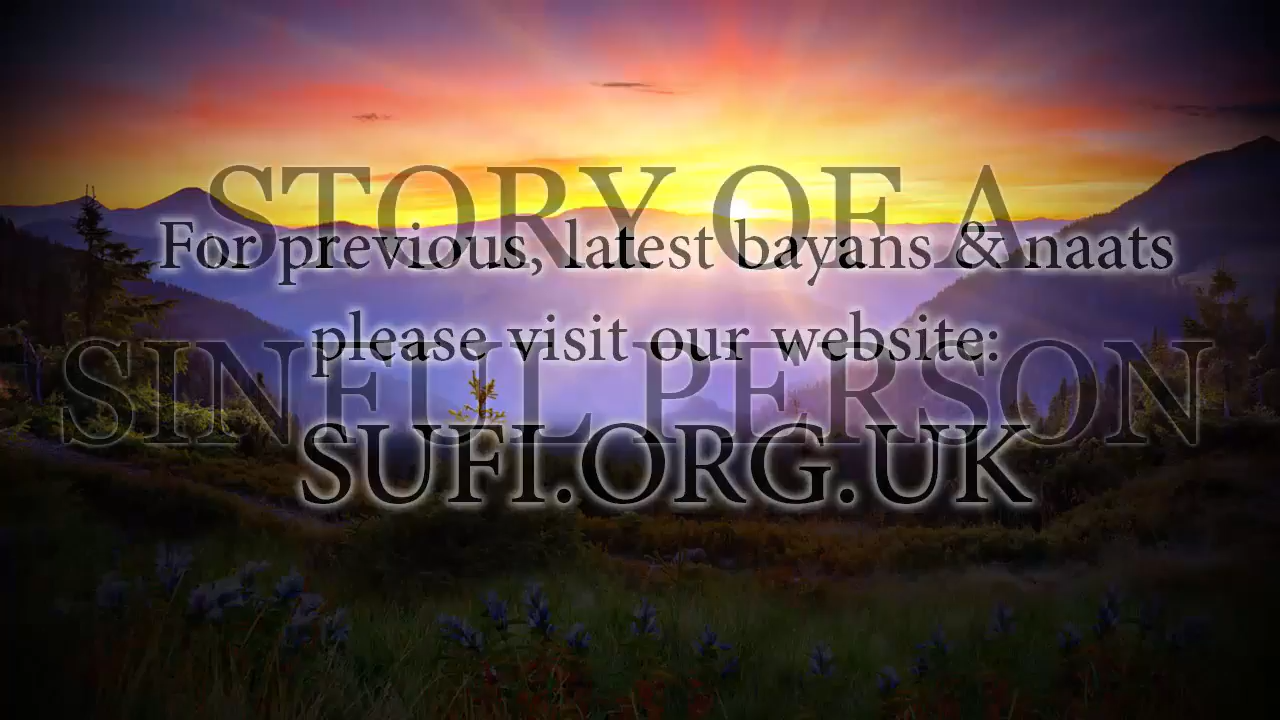 STORY OF A
For previous, latest bayans & naats
please visit our website:
SINFUL PERSON
SUFI.ORG.UK